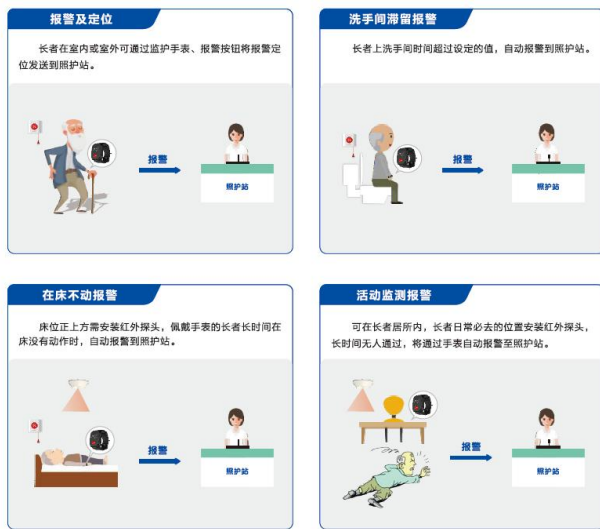 报警及定位
长者在室内或室外可通过监护手表、报警按钮将报警定
位发送到照护站。
报警
照护站
洗手间滞留报警
长者上洗手间时间超过设定的值，自动报警到照护站。
报警
照护站
在床不动报警
床位正上方需安装红外探头，佩戴手表的长者长时间在
床没有动作时，自动报警到照护站。
报警
照护站
活动监测报警
可在长者居所内，长者日常必去的位置安装红外探头，
长时间无人通过，将通过手表自动报警至照护站。
报警
照护站